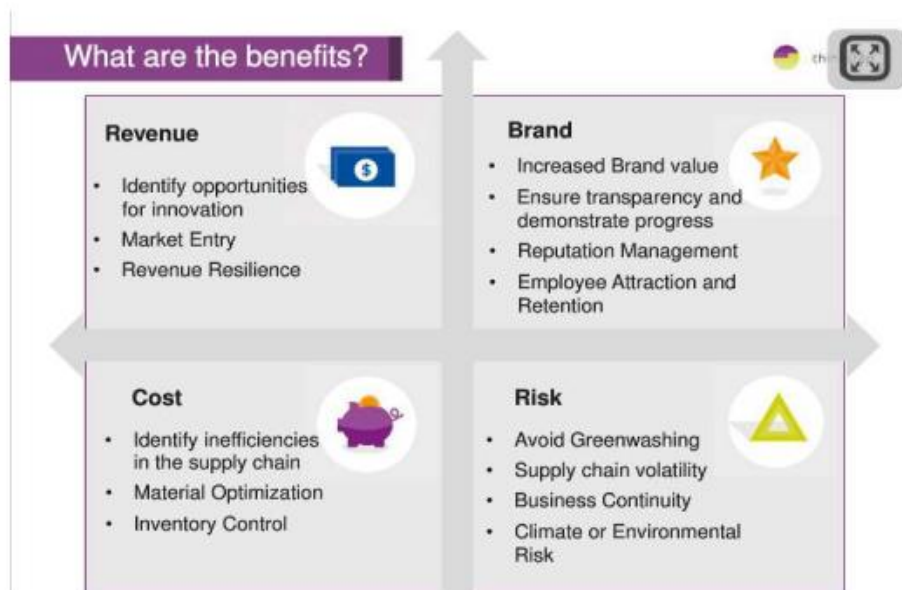 What are the benefits?
Revenue
• Identify opportunities
for innovation
• Market Entry
• Revenue Resilience
Brand
• Increased Brand value
• Ensure transparency and
demonstrate progress
• Reputation Management
• Employee Attraction and
Retention
Cost
• Identify inefficiencies
in the supply chain
• Material Optimization
• Inventory Control
Risk
• Avoid Greenwashing
• Supply chain volatility
• Business Continuity
• Climate or Environmental
Risk